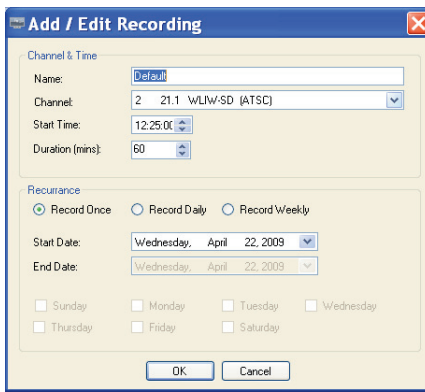 Add / Edit Recording
Channel & Time
Name: Default
Channel: 2 21.1 WLIW-SD (ATSC)
Start Time: 12:25:00
Duration (mins): 60
Recurrance
Record Once Record Daily Record Weekly
Start Date: Wednesday, April 22, 2009
End Date: Wednesday, April 22, 2009
Sunday Monday Tuesday Wednesday
Thursday Friday Saturday
OK Cancel